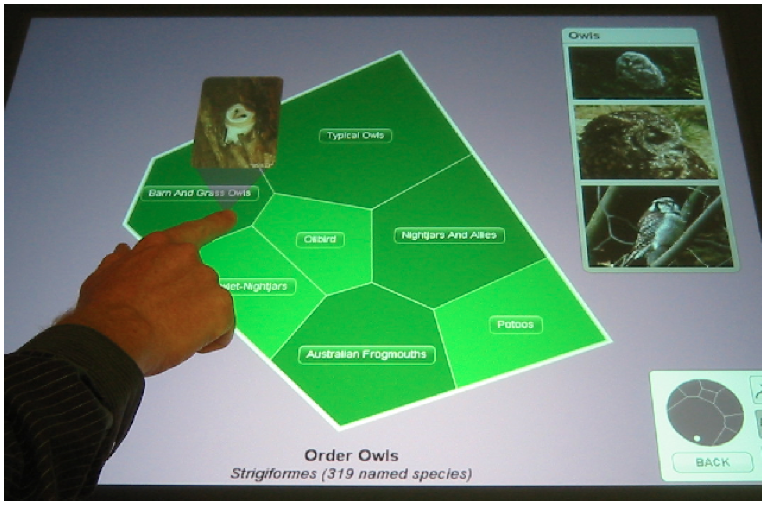 Owls
Typical Owls
Barn And Grass Owls
Oilbird
Nightjars And Allies
let-Nightjars
Potoos
Australian Frogmouths
Order Owls
Strigiformes (319 named species)
BACK